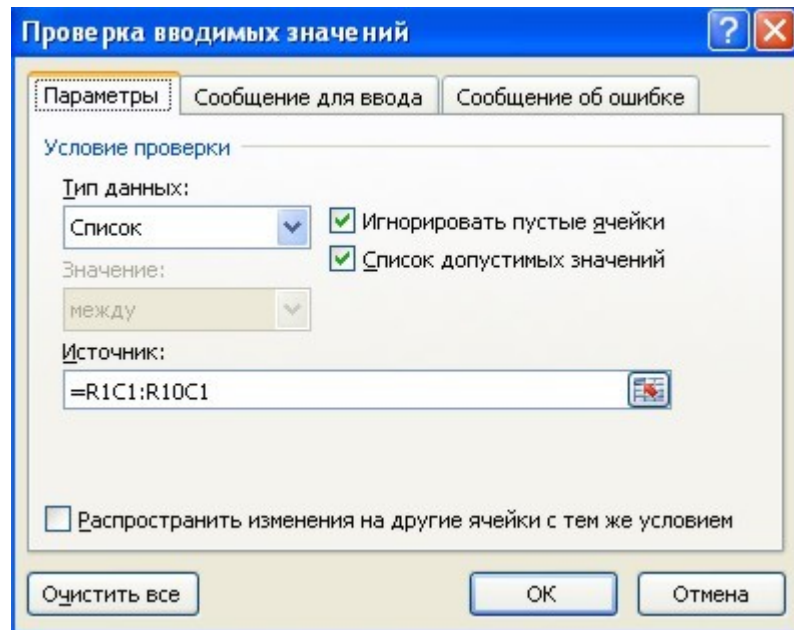 Проверка вводимых значений
Параметры Сообщение для ввода Сообщение об ошибке
Условие проверки
Тип данных:
Список
Игнорировать пустые ячейки
Список допустимых значений
Значение:
между
Источник:
=R1C1:R10C1
Распространить изменения на другие ячейки с тем же условием
Очистить все ОК Отмена